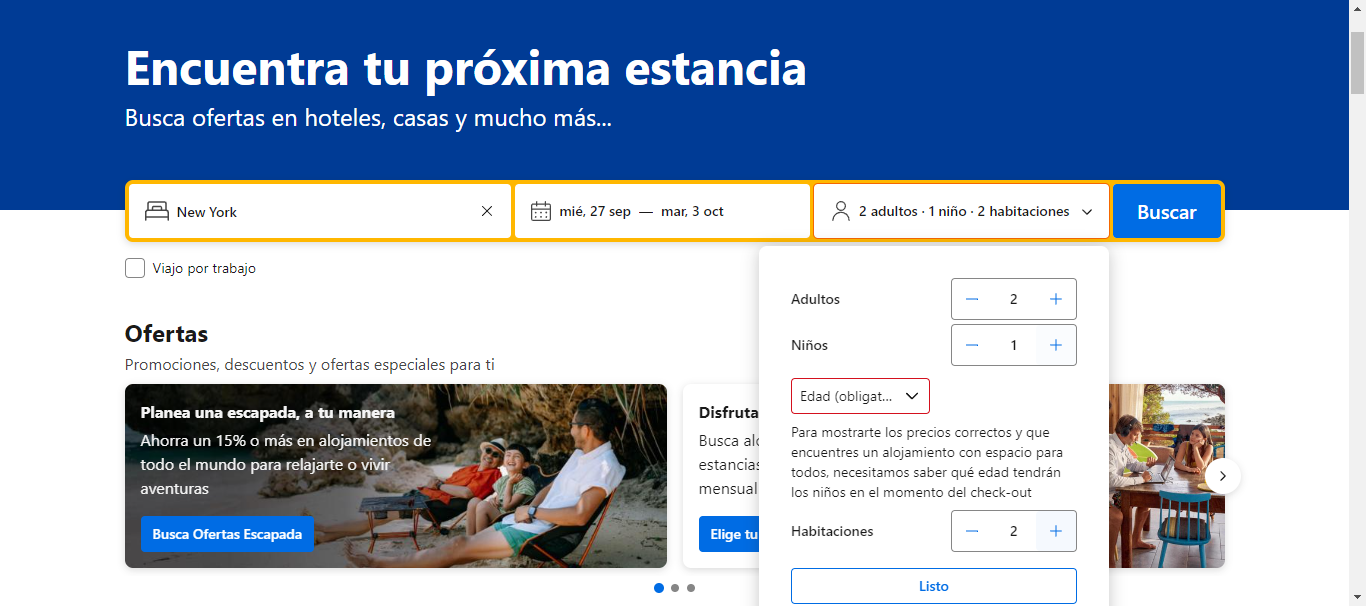 Encuentra tu próxima estancia
Busca ofertas en hoteles, casas y mucho más...
New York
mié, 27 sep — mar, 3 oct
2 adultos · 1 niño · 2 habitaciones
Buscar
Viajo por trabajo
Adultos
2
Niños
1
Edad (obligat...
Para mostrarte los precios correctos y que
encuentres un alojamiento con espacio para
todos, necesitamos saber qué edad tendrán
los niños en el momento del check-out
Habitaciones
2
Listo
Ofertas
Promociones, descuentos y ofertas especiales para ti
Planea una escapada, a tu manera
Ahorra un 15% o más en alojamientos de
todo el mundo para relajarte o vivir
aventuras
Busca Ofertas Escapada
Disfruta
Busca
estancias
mensual
Elige tu